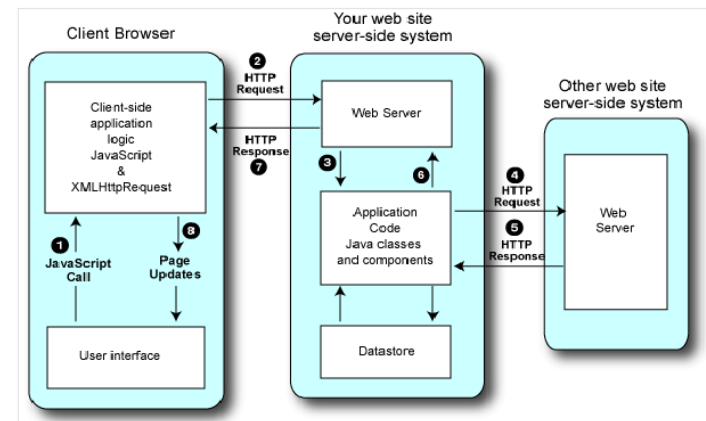 Client Browser
Your web site
server-side system
Other web site
server-side system
Client-side
application
logic
JavaScript
&
XMLHttpRequest
2
HTTP
Request
HTTP
Response
7
Web Server
3
6
4
HTTP
Request
5
HTTP
Response
Web
Server
Application
Code
Java classes
and components
1
JavaScript
Call
8
Page
Updates
User interface
Datastore